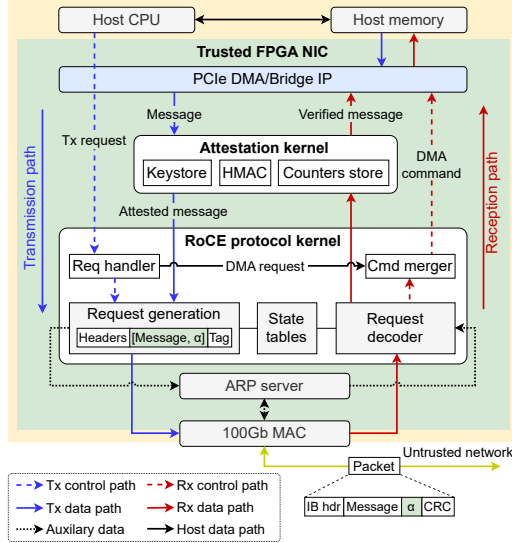 Host CPU
Host memory
Trusted FPGA NIC
PCIe DMA/Bridge IP
Message
Verified message
Tx request
Attestation kernel
DMA
command
Keystore
HMAC
Counters store
Transmission path
Reception path
Attested message
RoCE protocol kernel
Req handler
DMA request
Cmd merger
Request generation
Headers
[Message, α]
Tag
State
tables
Request
decoder
ARP server
100Gb MAC
Untrusted network
Packet
IB hdr
Message
α
CRC
Tx control path
Rx control path
Tx data path
Rx data path
Auxilary data
Host data path